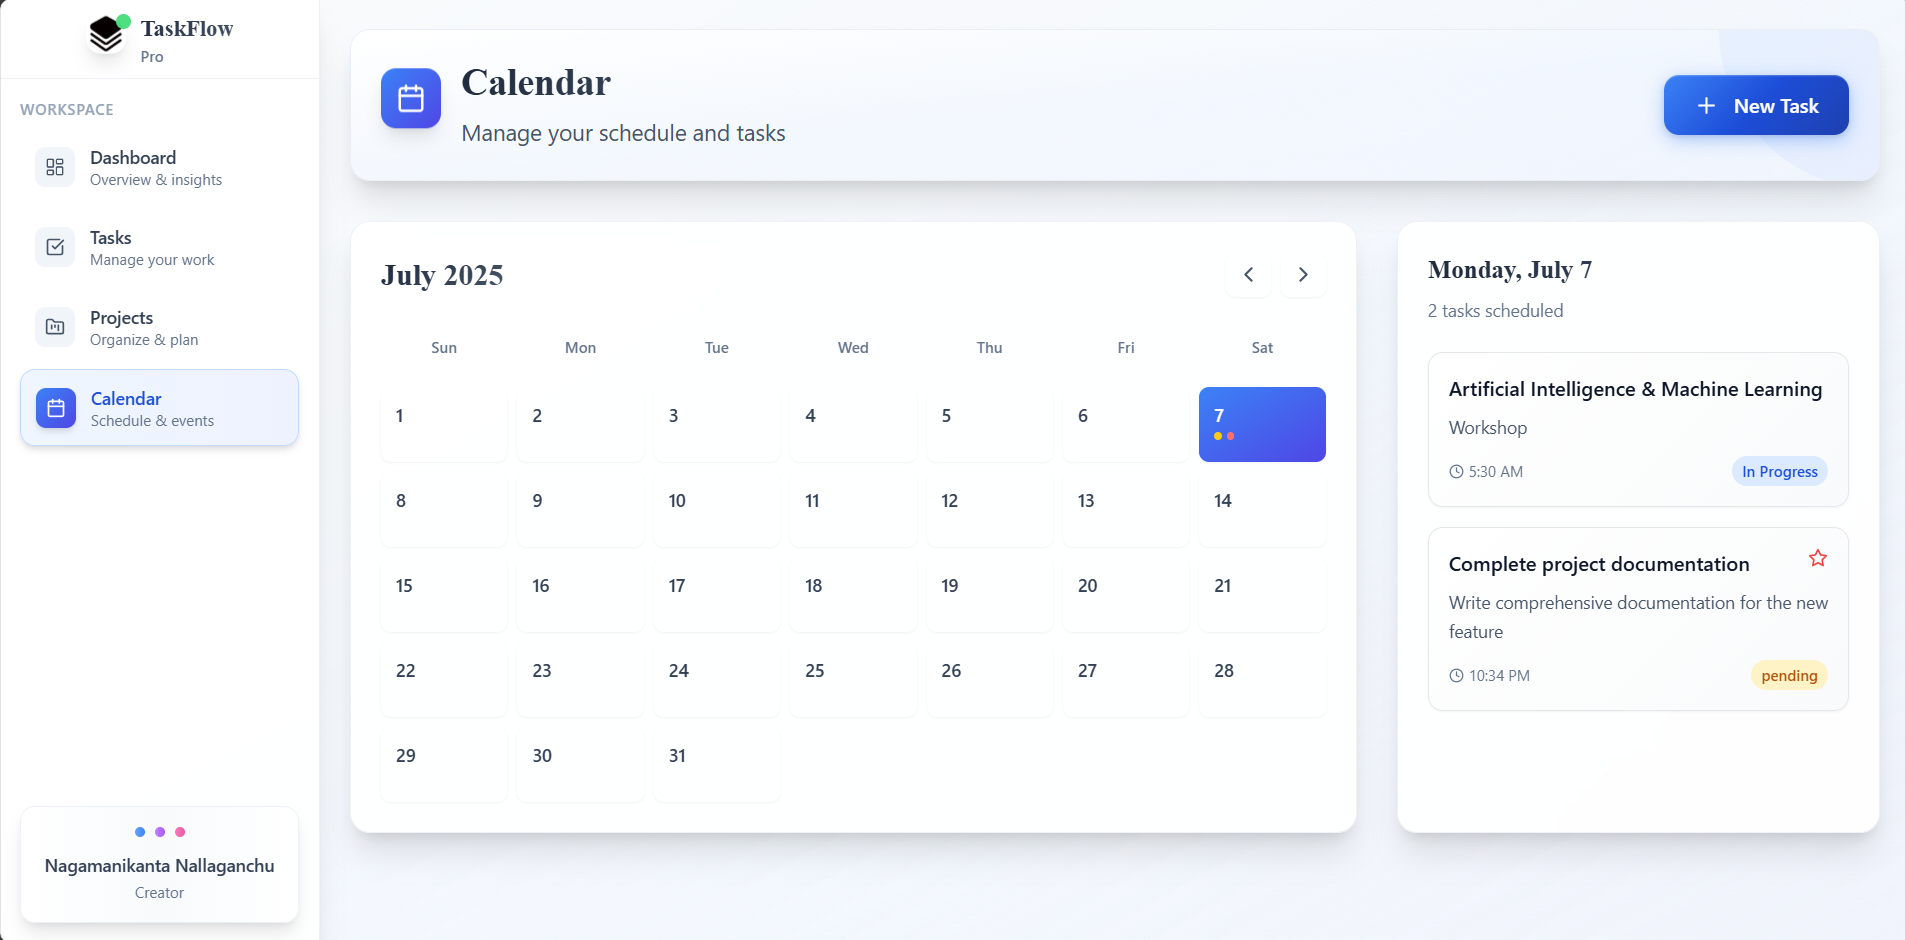 TaskFlow
Pro
WORKSPACE
Dashboard
Overview & insights
Tasks
Manage your work
Projects
Organize & plan
Calendar
Schedule & events
Nagamanikanta Nallaganchu
Creator
Calendar
Manage your schedule and tasks
New Task
July 2025
Sun Mon Tue Wed Thu Fri Sat
1 2 3 4 5 6 7
8 9 10 11 12 13 14
15 16 17 18 19 20 21
22 23 24 25 26 27 28
29 30 31
Monday, July 7
2 tasks scheduled
Artificial Intelligence & Machine Learning
Workshop
5:30 AM In Progress
Complete project documentation
Write comprehensive documentation for the new
feature
10:34 PM pending